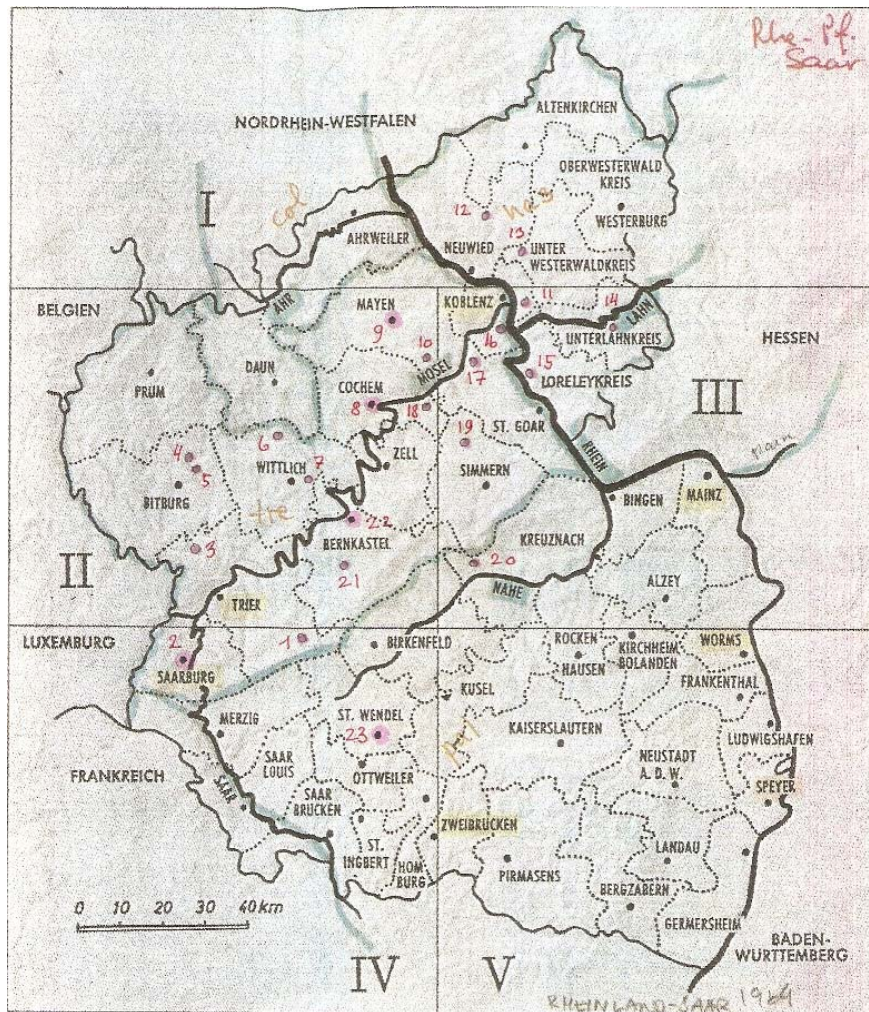 Rhe-Pf.
Saar
ALTENKIRCHEN
NORDRHEIN-WESTFALEN
OBERWESTERWALD
KREIS
I
col
12
nas
WESTERBURG
AHRWEILER
13
NEUWIED
UNTER
WESTERWALDKREIS
BELGIEN
AHR
MAYEN
KOBLENZ
11
14
LAHN
9
16
UNTERLAHNKREIS
HESSEN
10
MOSEL
17
15
DAUN
LORELEYKREIS
PRÜM
COCHEM
III
8
18
ST. GOAR
main
6
19
RHEIN
4
ZELL
5
WITTLICH
7
SIMMERN
BITBURG
BINGEN
MAINZ
tre
22
3
BERNKASTEL
KREUZNACH
II
21
20
NAHE
ALZEY
TRIER
LUXEMBURG
2
1
BIRKENFELD
ROCKEN
HAUSEN
KIRCHHEIM
BOLANDEN
WORMS
SAARBURG
KUSEL
FRANKENTHAL
MERZIG
ST. WENDEL
KAISERSLAUTERN
LUDWIGSHAFEN
23
SAAR
LOUIS
NEUSTADT
A.D.W.
FRANKREICH
OTTWEILER
SPEYER
SAAR
SAAR
BRÜCKEN
ZWEIBRÜCKEN
ST.
INGBERT
HOM
BURG
LANDAU
PIRMASENS
BERGZABERN
0 10 20 30 40 km
GERMERSHEIM
BADEN-
WÜRTTEMBERG
IV
V
RHEINLAND-SAAR 1964